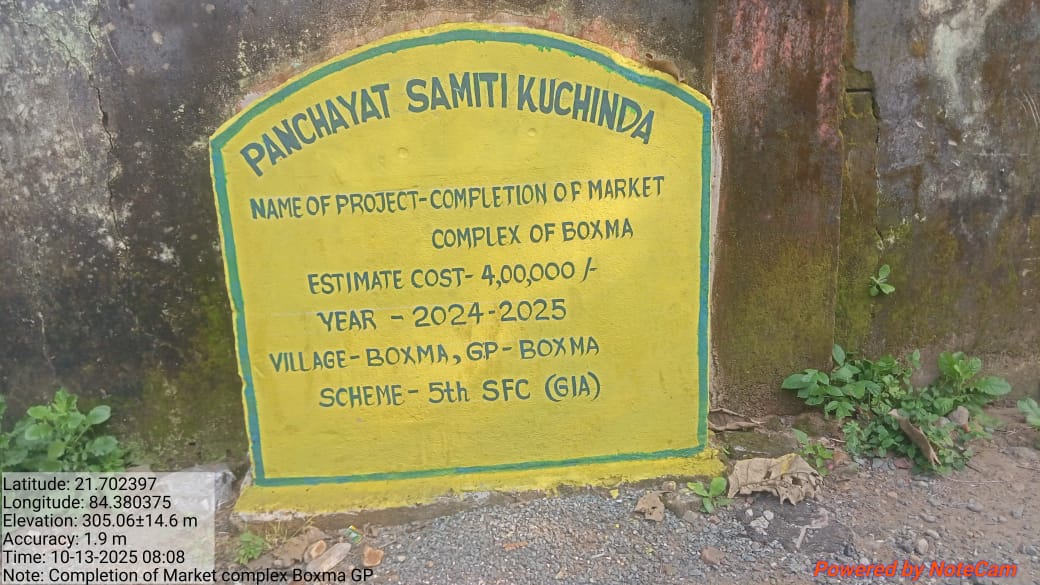 PANCHAYAT SAMITI KUCHINDA
NAME OF PROJECT-COMPLETION OF MARKET
COMPLEX OF BOXMA
ESTIMATE COST- 4,00,000/-
YEAR - 2024-2025
VILLAGE-BOXMA, G.P-BOXMA
SCHEME- 5th SFC (GIA)
Latitude: 21.702397
Longitude: 84.380375
Elevation: 305.06±14.6 m
Accuracy: 1.9 m
Time: 10-13-2025 08:08
Note: Completion of Market complex Boxma GP
Powered by NoteCam